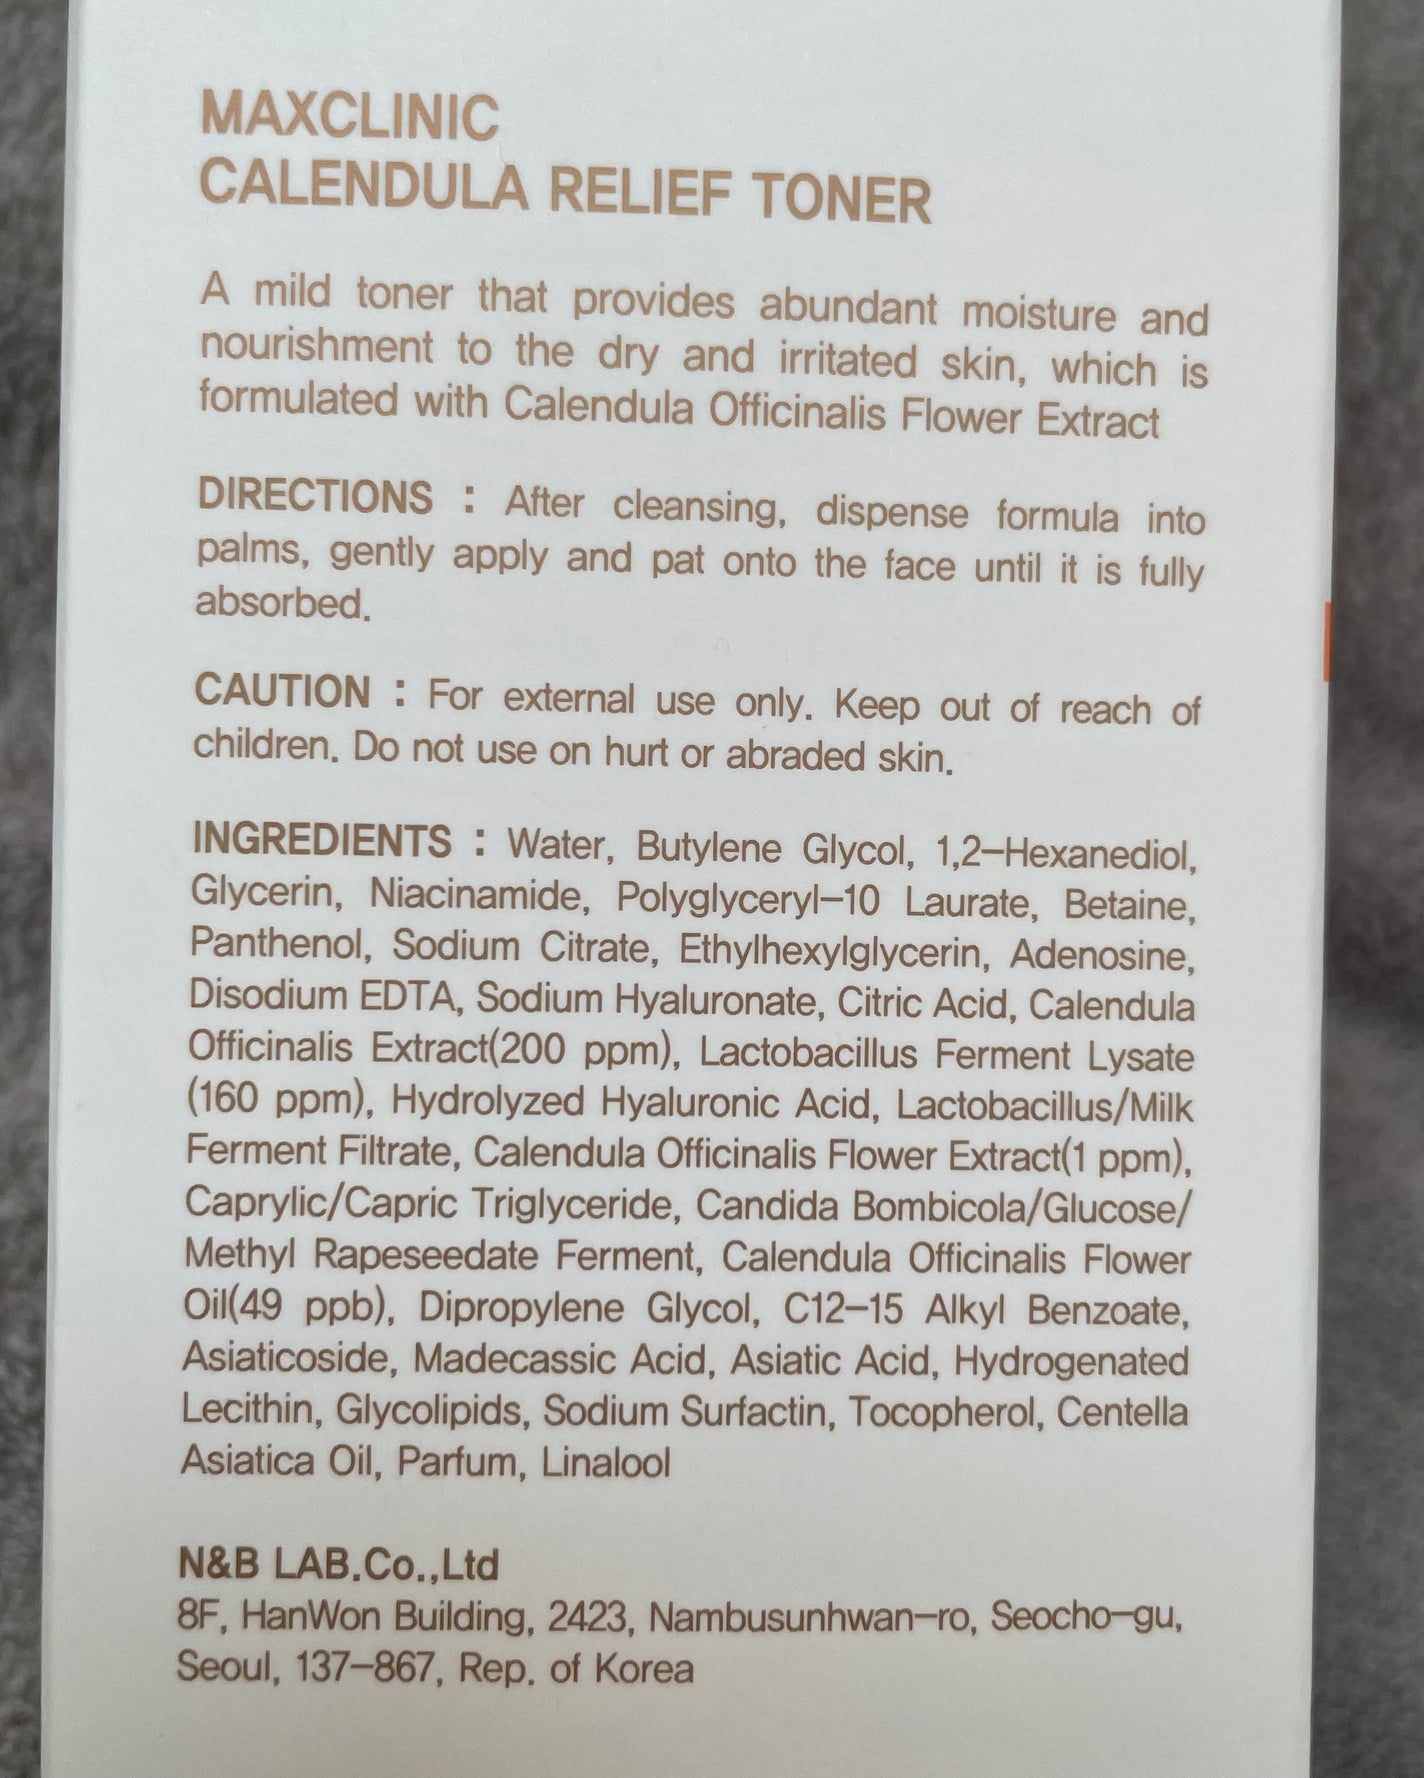 MAXCLINIC
CALENDULA RELIEF TONER
A mild toner that provides abundant moisture and
nourishment to the dry and irritated skin, which is
formulated with Calendula Officinalis Flower Extract
DIRECTIONS : After cleansing, dispense formula into
palms, gently apply and pat onto the face until it is fully
absorbed.
CAUTION : For external use only. Keep out of reach of
children. Do not use on hurt or abraded skin.
INGREDIENTS : Water, Butylene Glycol, 1,2-Hexanediol,
Glycerin, Niacinamide, Polyglyceryl-10 Laurate, Betaine,
Panthenol, Sodium Citrate, Ethylhexylglycerin, Adenosine,
Disodium EDTA, Sodium Hyaluronate, Citric Acid, Calendula
Officinalis Extract(200 ppm), Lactobacillus Ferment Lysate
(160 ppm), Hydrolyzed Hyaluronic Acid, Lactobacillus/Milk
Ferment Filtrate, Calendula Officinalis Flower Extract(1 ppm),
Caprylic/Capric Triglyceride, Candida Bombicola/Glucose/
Methyl Rapeseedate Ferment, Calendula Officinalis Flower
Oil(49 ppb), Dipropylene Glycol, C12-15 Alkyl Benzoate,
Asiaticoside, Madecassic Acid, Asiatic Acid, Hydrogenated
Lecithin, Glycolipids, Sodium Surfactin, Tocopherol, Centella
Asiatica Oil, Parfum, Linalool
N&B LAB.Co.,Ltd
8F, HanWon Building, 2423, Nambusunhwan-ro, Seocho-gu,
Seoul, 137-867, Rep. of Korea